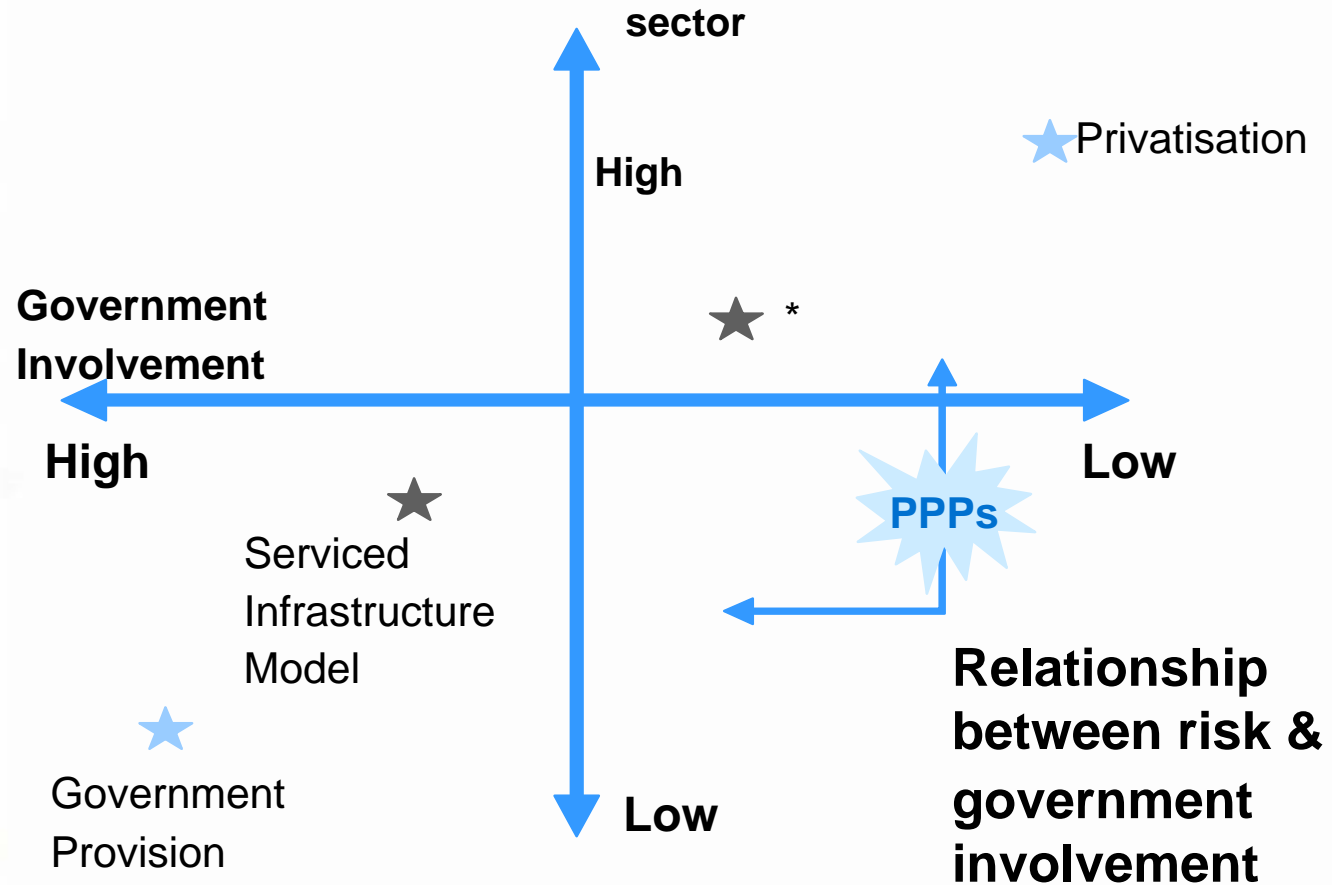 sector
Privatisation
High
Government
Involvement
*
High
Low
PPPs
Serviced
Infrastructure
Model
Relationship
between risk &
government
involvement
Government
Provision
Low